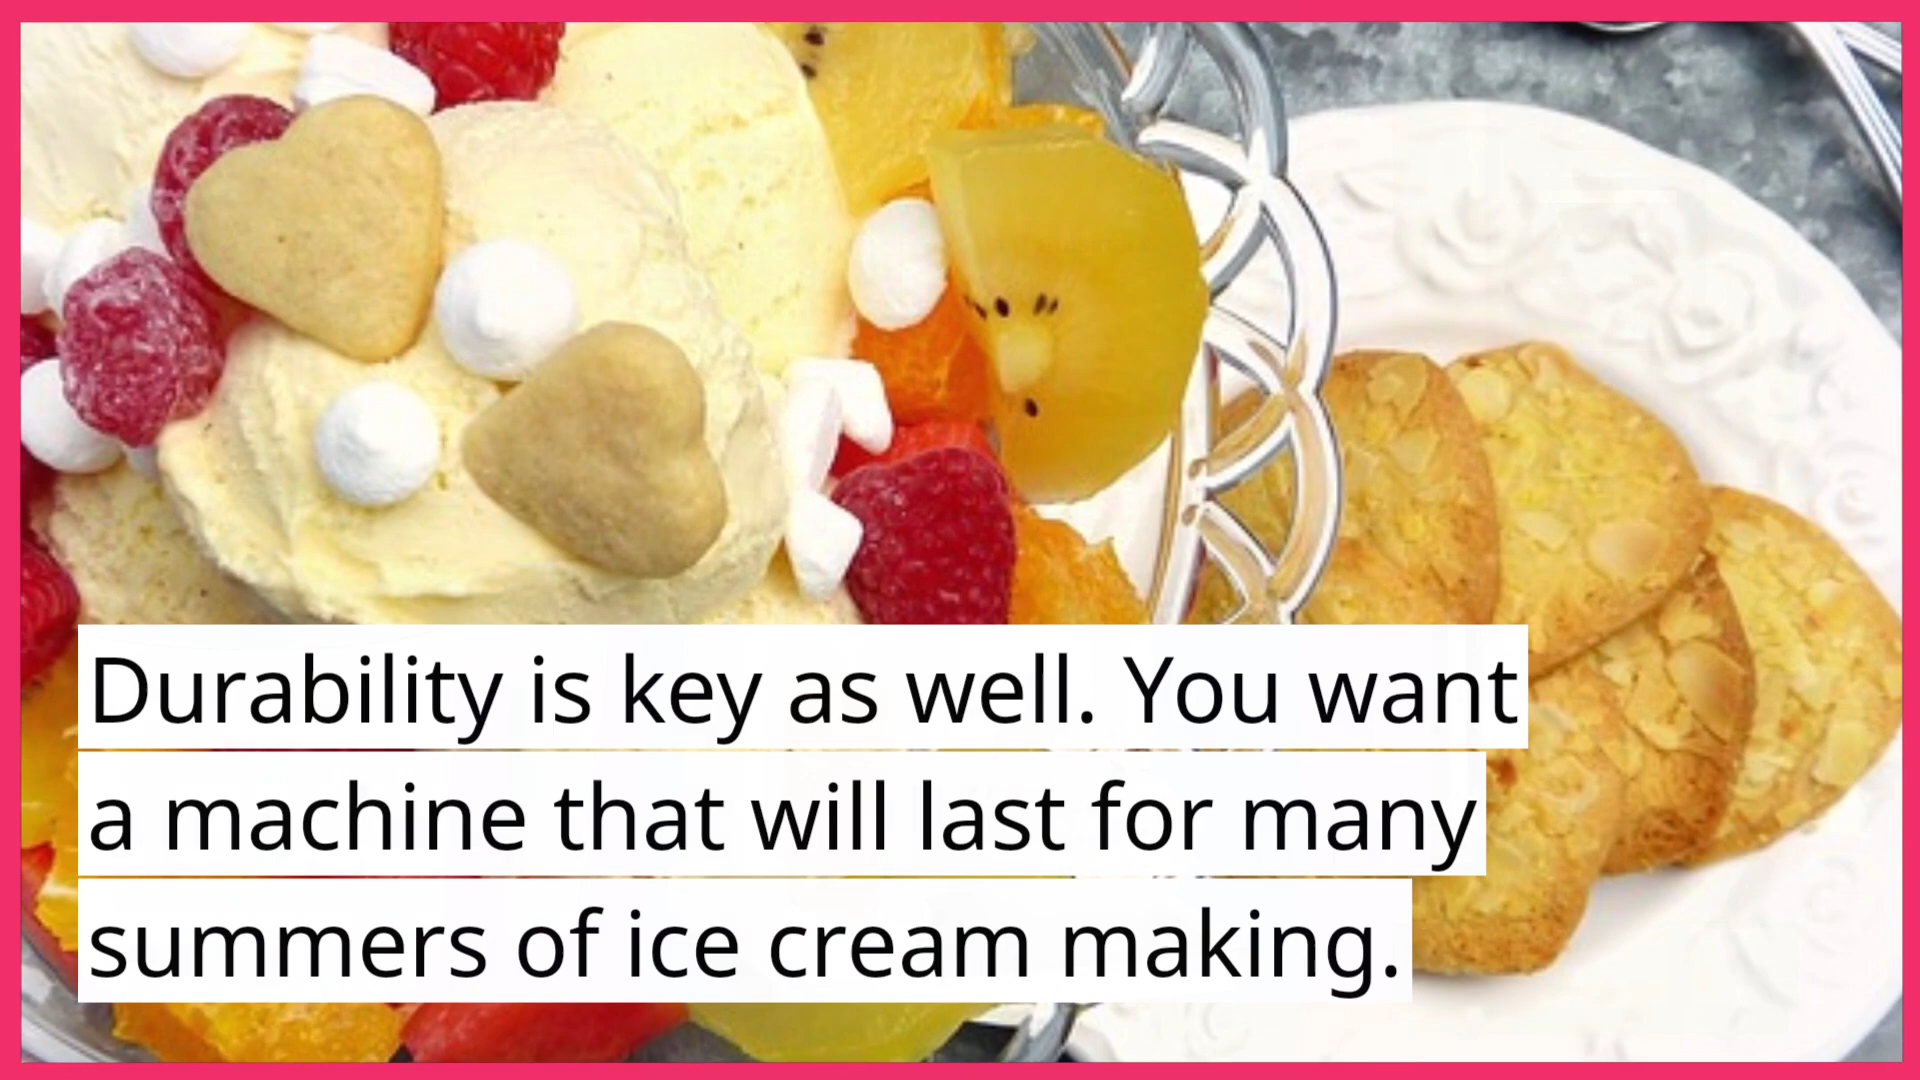 Durability is key as well. You want
a machine that will last for many
summers of ice cream making.